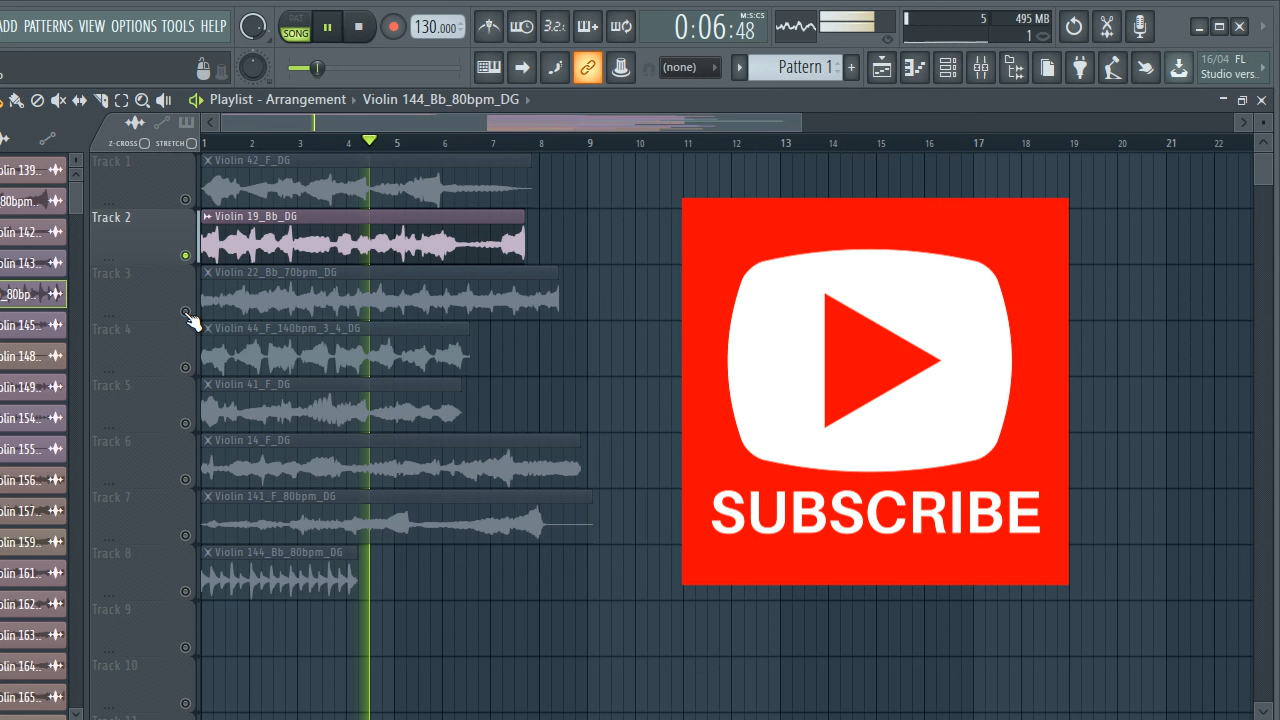 ADD PATTERNS VIEW OPTIONS TOOLS HELP
PAT
SONG
130.000
3.2..
0:06:48
M:S:CS
5
495 MB
1
(none)
Pattern 1
16/04 FL
Studio vers..
Playlist - Arrangement Violin 144_Bb_80bpm_DG
Z-CROSS STRETCH
1 2 3 4 5 6 7 8 9 10 11 12 13 14 15 16 17 18 19 20 21 22
Track 1
Violin 42_F_DG
Track 2
Violin 19_Bb_DG
Track 3
Violin 22_Bb_70bpm_DG
Track 4
Violin 44_F_140bpm_3_4_DG
Track 5
Violin 41_F_DG
Track 6
Violin 14_F_DG
Track 7
Violin 141_F_80bpm_DG
Track 8
Violin 144_Bb_80bpm_DG
Track 9
Track 10
olin 139..
80bpm..
olin 142..
olin 143..
_80bp..
olin 145..
olin 148..
olin 149..
olin 154..
olin 155..
olin 156..
olin 157..
olin 159..
olin 161..
olin 162..
olin 163..
olin 164..
olin 165..
SUBSCRIBE